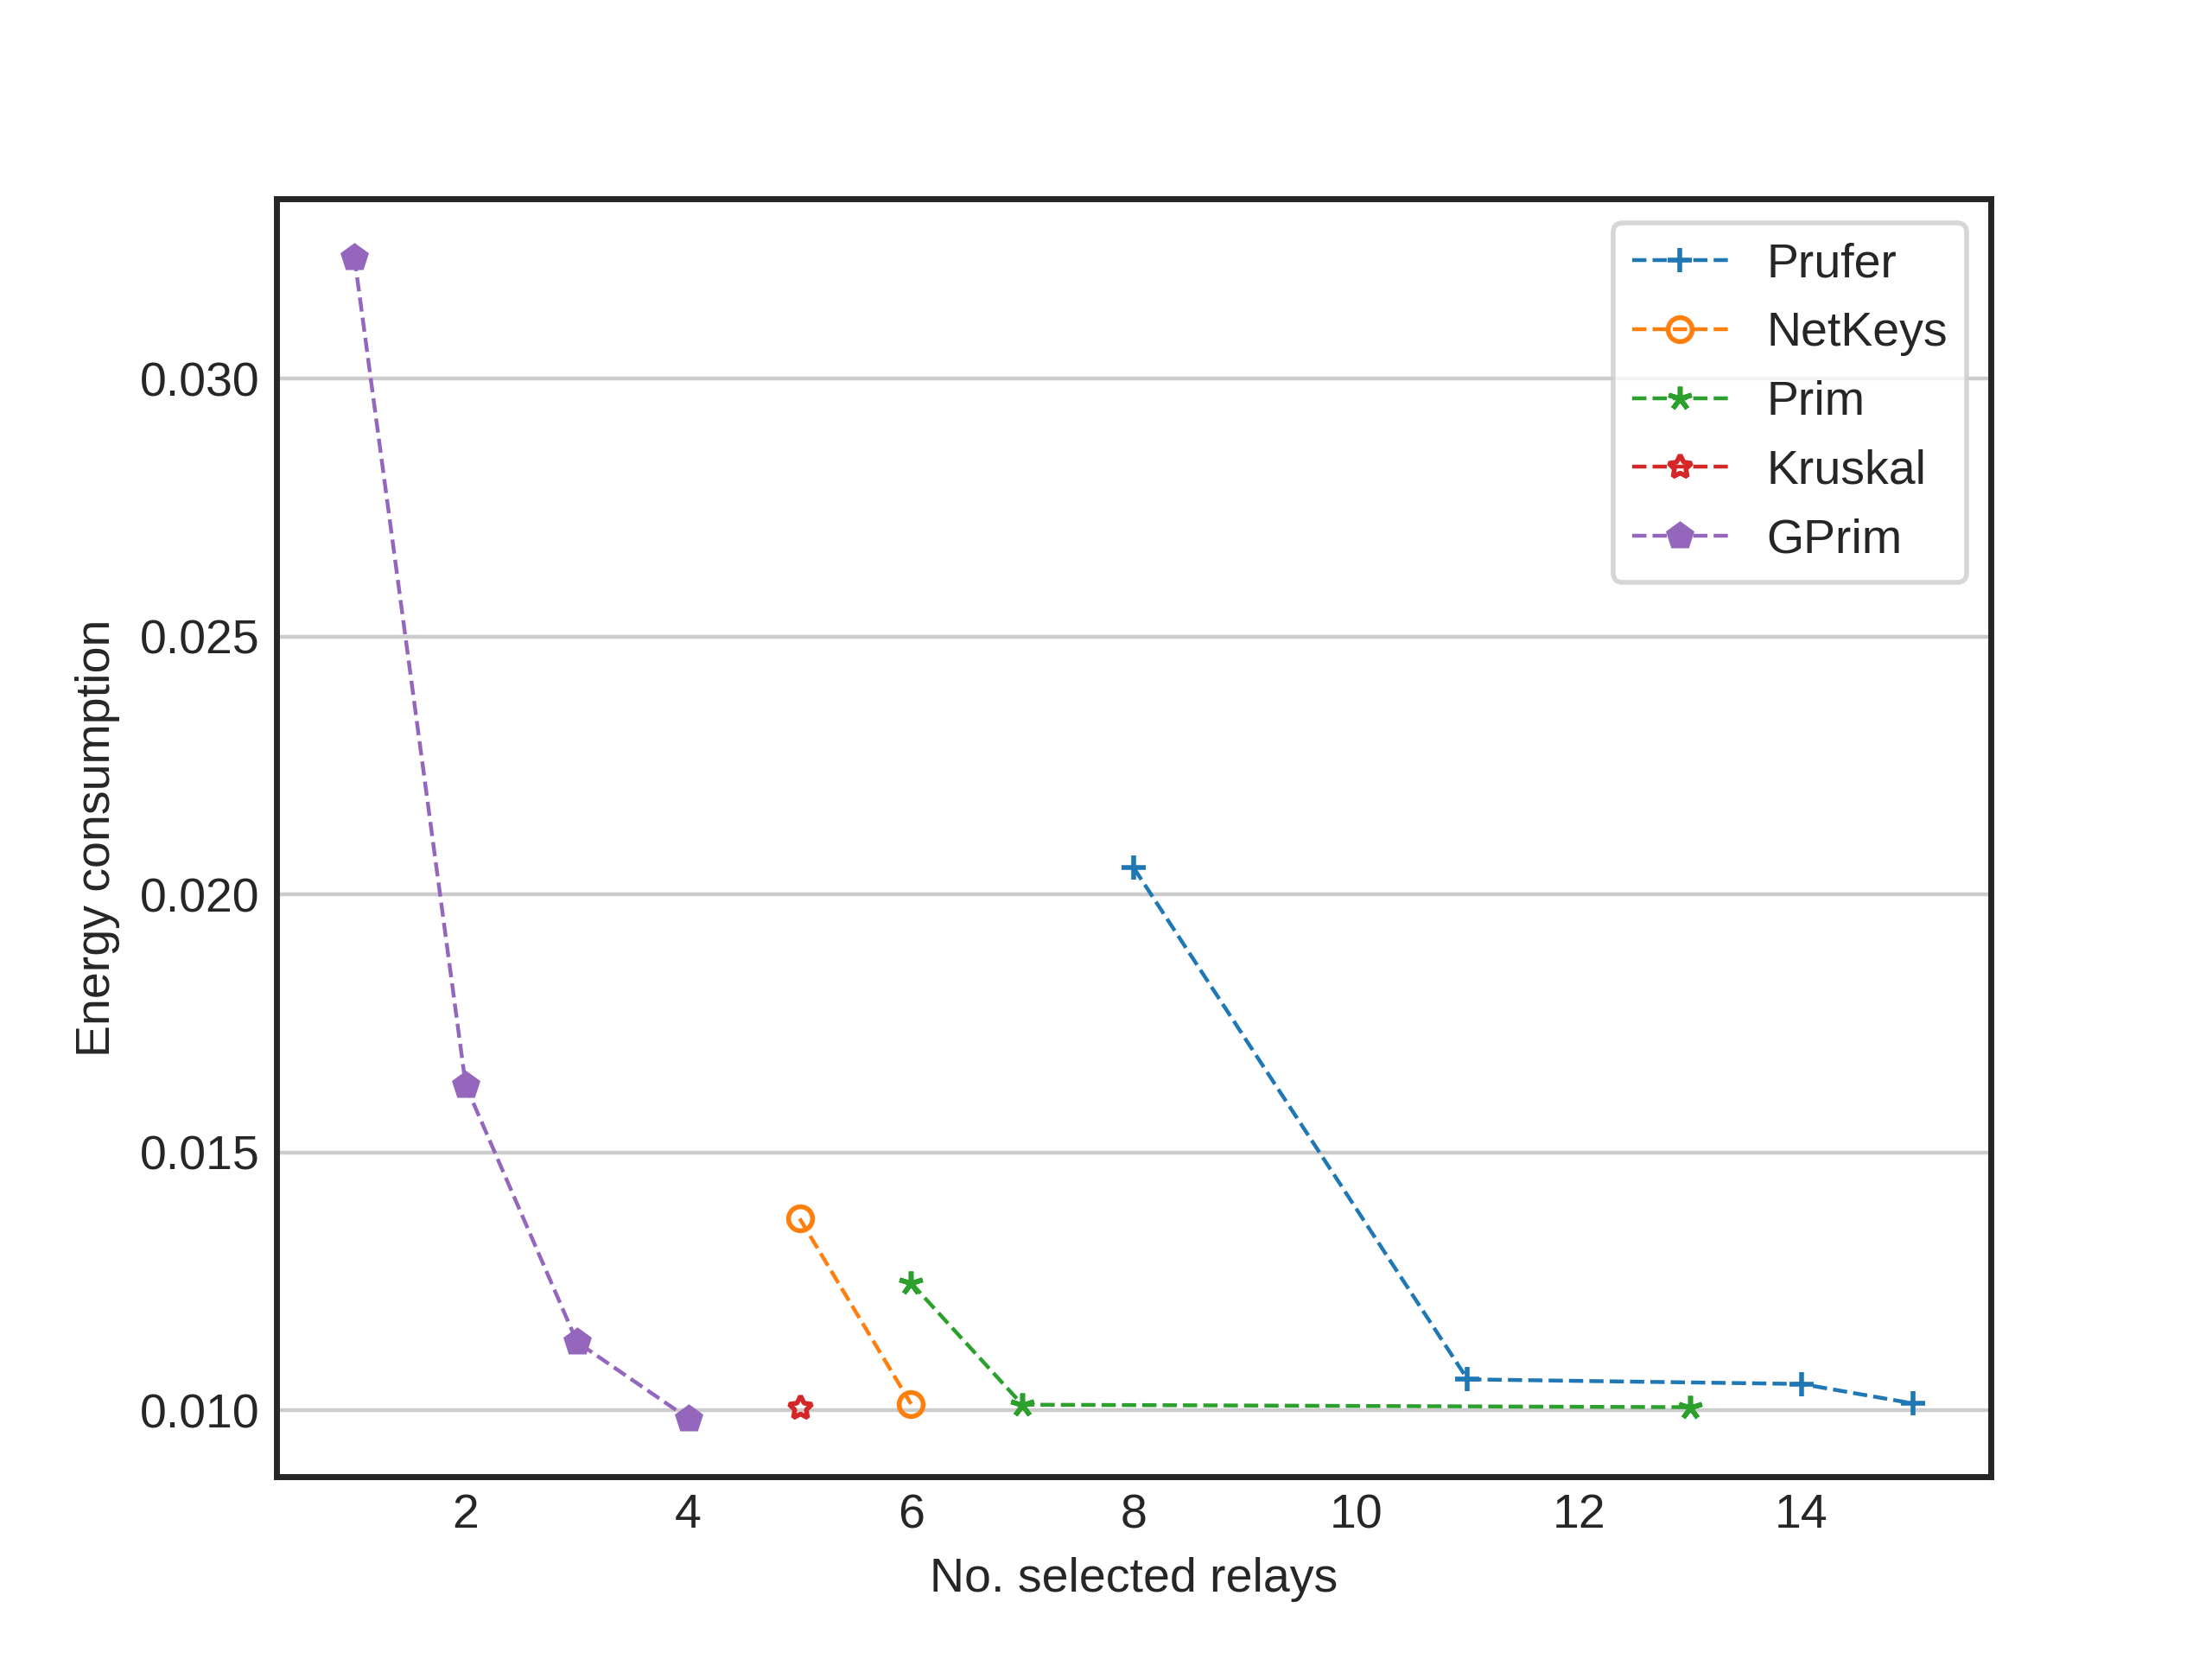 Prufer
NetKeys
Prim
Kruskal
GPrim
0.030
0.025
0.020
0.015
0.010
Energy consumption
2 4 6 8 10 12 14
No. selected relays